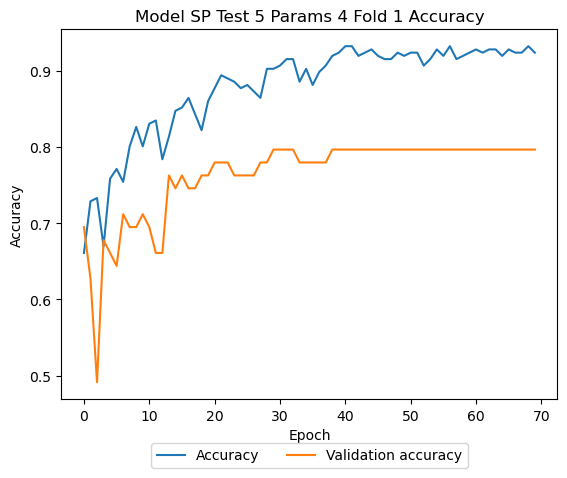 Model SP Test 5 Params 4 Fold 1 Accuracy
Accuracy
0.9
0.8
0.7
0.6
0.5
0 10 20 30 40 50 60 70
Epoch
Accuracy Validation accuracy